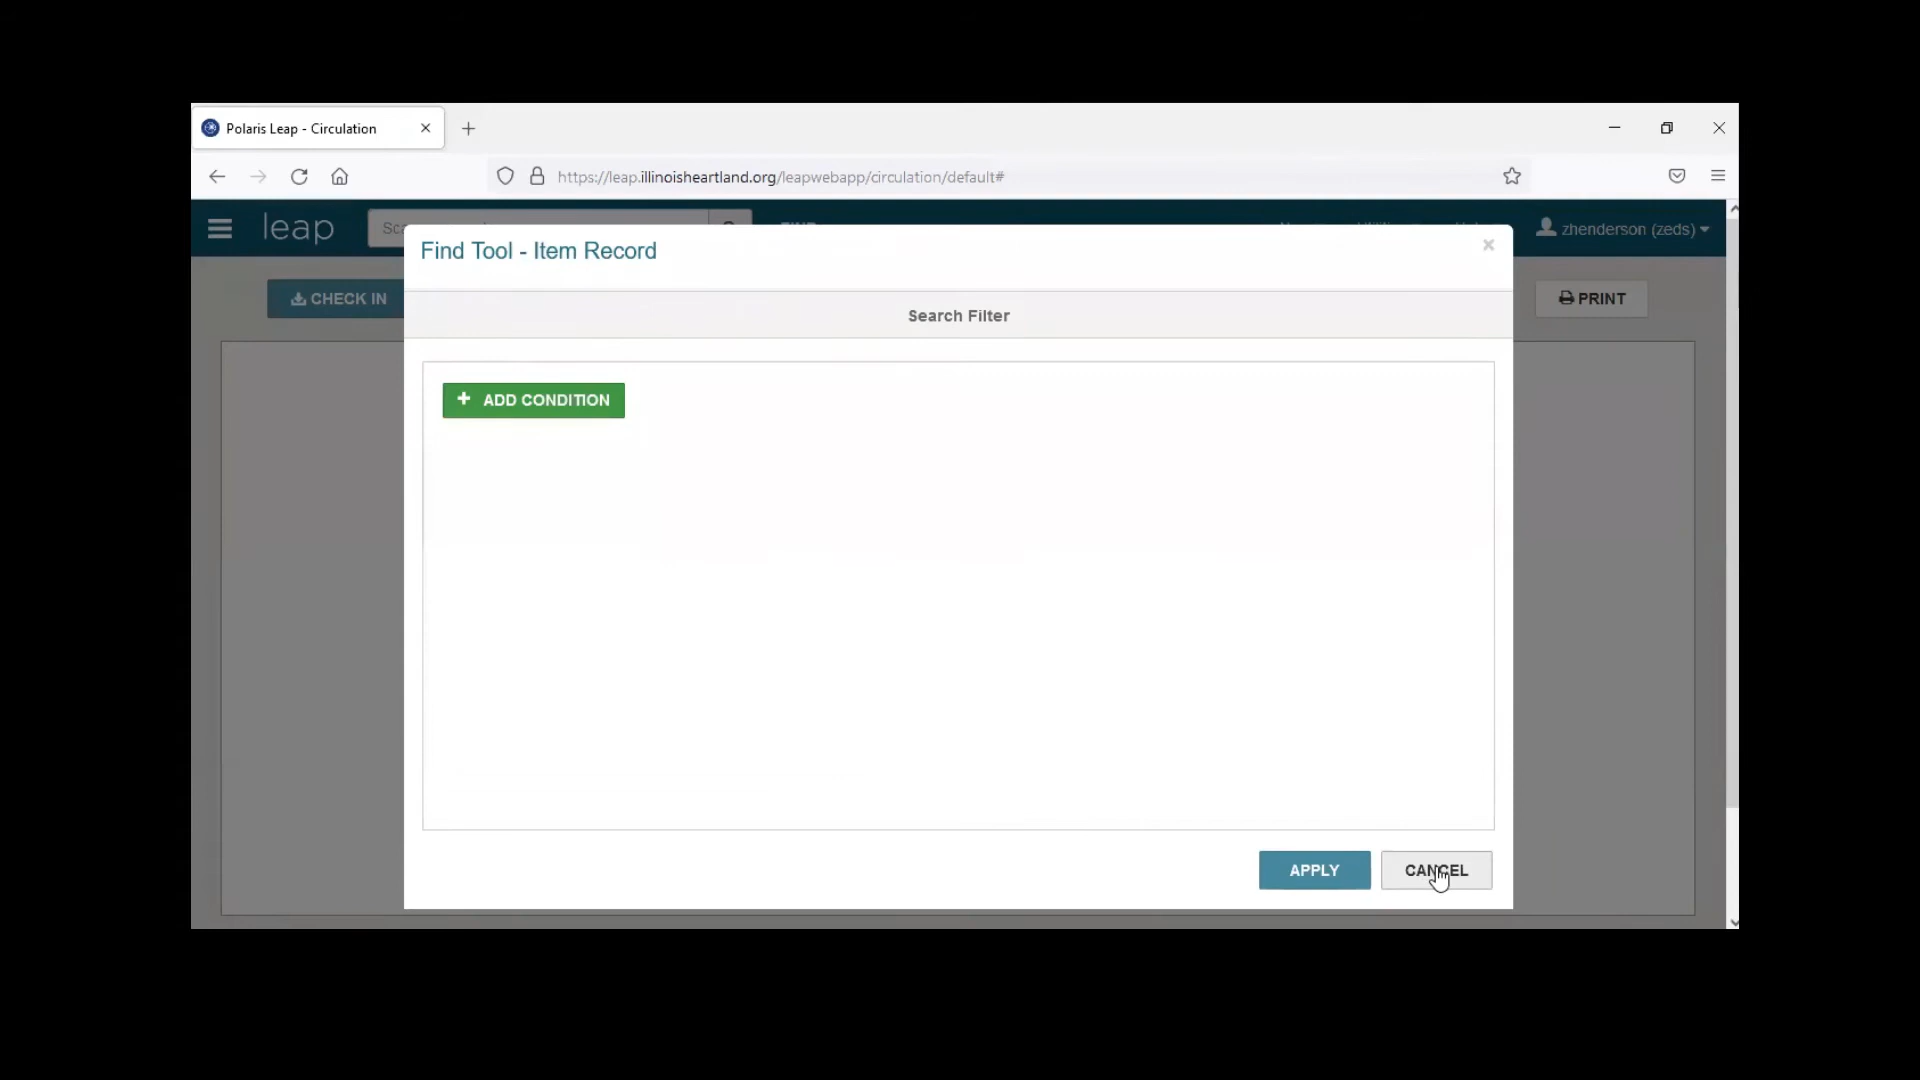 Polaris Leap - Circulation
https://leap.illinoisheartland.org/leapwebapp/circulation/default#
leap
zhenderson (zeds)
Find Tool - Item Record
CHECK IN
PRINT
Search Filter
ADD CONDITION
APPLY
CANCEL